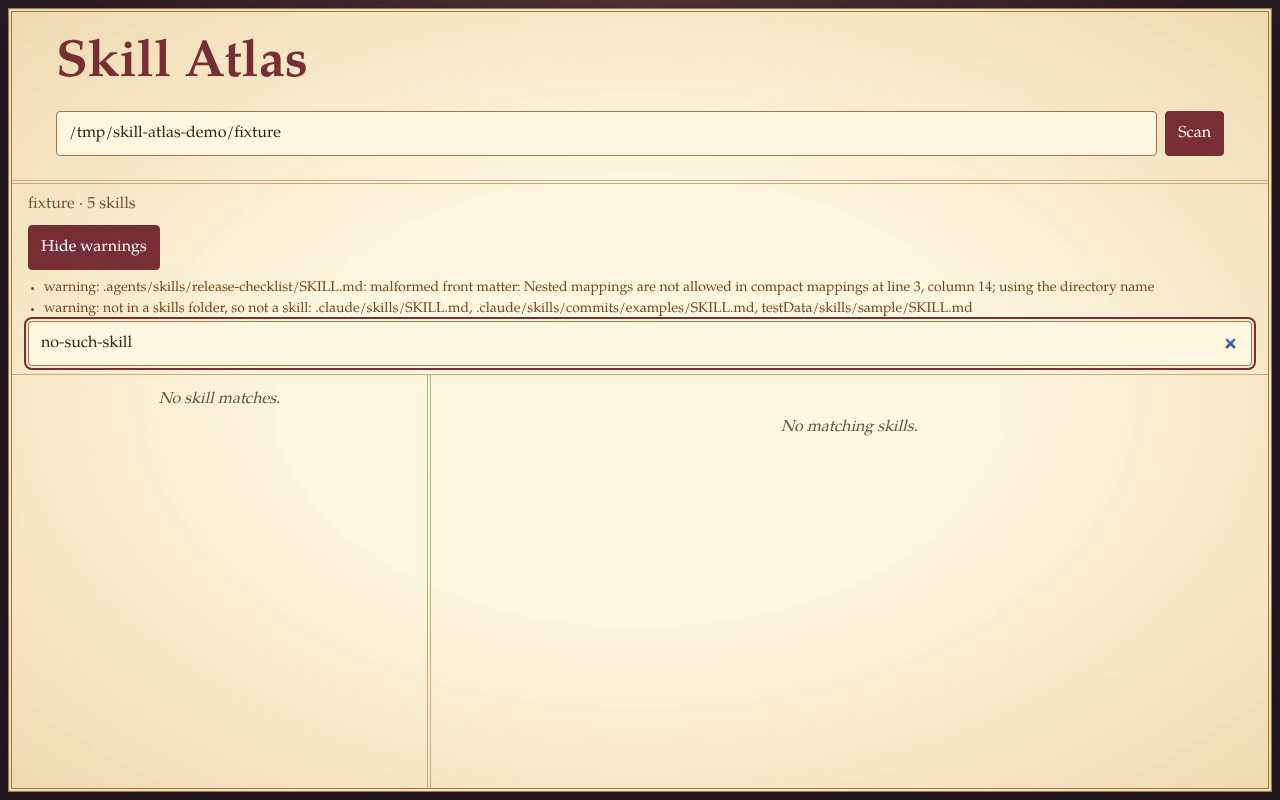 Skill Atlas
/tmp/skill-atlas-demo/fixture
Scan
fixture · 5 skills
Hide warnings
• warning: .agents/skills/release-checklist/SKILL.md: malformed front matter: Nested mappings are not allowed in compact mappings at line 3, column 14; using the directory name
• warning: not in a skills folder, so not a skill: .claude/skills/SKILL.md, .claude/skills/commits/examples/SKILL.md, testData/skills/sample/SKILL.md
no-such-skill
No skill matches.
No matching skills.